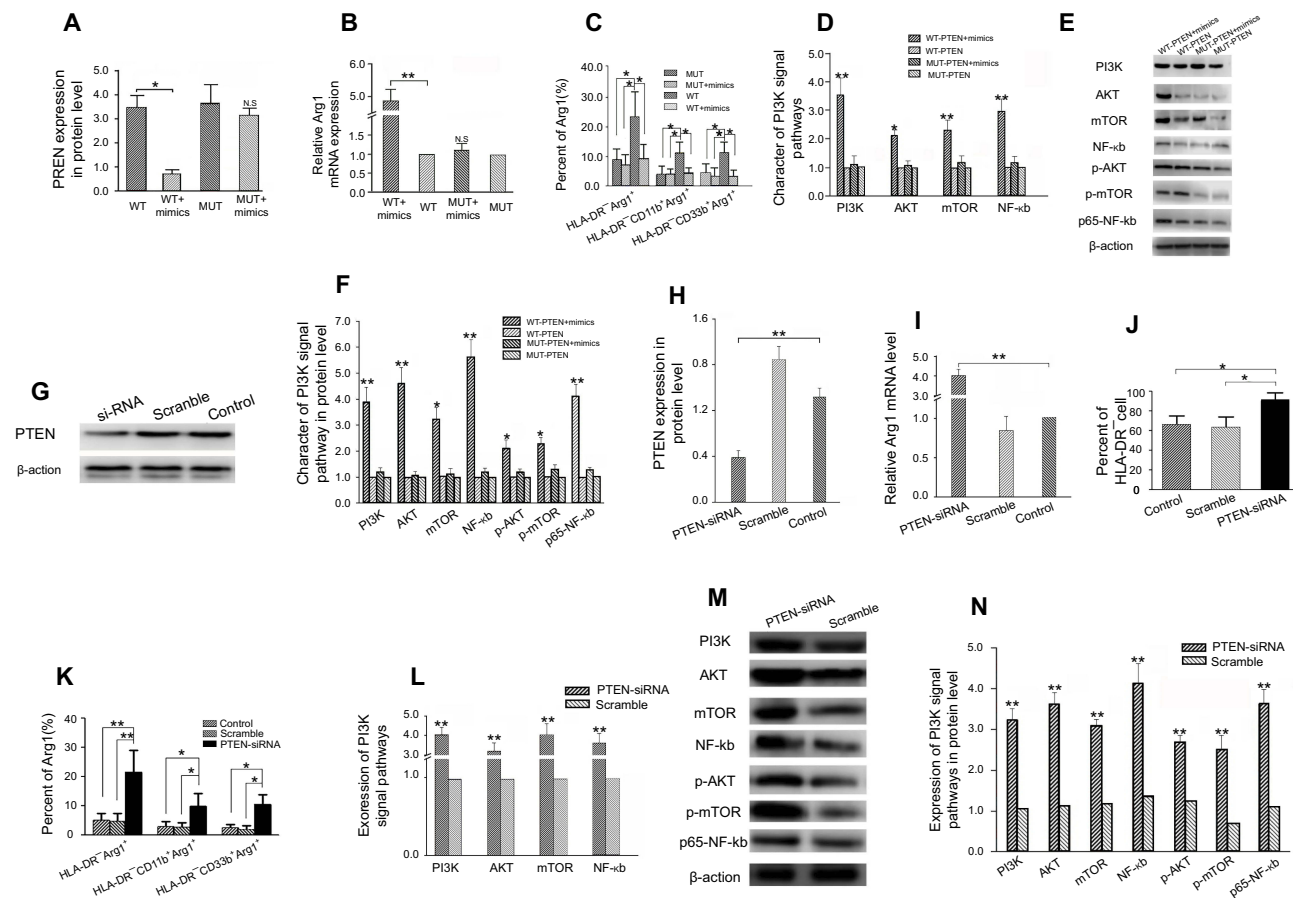 A
PREN expression
in protein level
5.0
4.0
3.0
2.0
1.0
0.0
*
N.S
WT
WT+
mimics
MUT
MUT+
mimics
B
Relative Arg1
mRNA expression
6.0
5.0
1.5
1.0
0.5
0.0
**
N.S
WT+
mimics
WT
MUT+
mimics
MUT
C
Percent of Arg1(%)
40.0
30.0
20.0
10.0
0.0
* * *
* * *
* * *
MUT
MUT+mimics
WT
WT+mimics
HLA-DR⁻Arg1⁺
HLA-DR⁻CD11b⁺Arg1⁺
HLA-DR⁻CD33b⁺Arg1⁺
D
Character of PI3K signal
pathways
5.0
4.0
3.0
2.0
1.0
0.0
WT-PTEN+mimics
WT-PTEN
MUT-PTEN+mimics
MUT-PTEN
**
*
**
**
PI3K
AKT
mTOR
NF-κb
E
WT-PTEN+mimics
WT-PTEN
MUT-PTEN+mimics
MUT-PTEN
PI3K
AKT
mTOR
NF-κb
p-AKT
p-mTOR
p65-NF-kb
β-action
F
Character of PI3K signal
pathway in protein level
7.0
6.0
5.0
4.0
3.0
2.0
1.0
0.0
WT-PTEN+mimics
WT-PTEN
MUT-PTEN+mimics
MUT-PTEN
**
**
*
**
*
*
**
PI3K
AKT
mTOR
NF-κb
p-AKT
p-mTOR
p65-NF-κb
G
si-RNA
Scranble
Control
PTEN
β-action
H
PTEN expression in
protein level
1.6
0.8
1.2
0.4
0.0
**
PTEN-siRNA
Scramble
Control
I
Relative Arg1 mRNA level
5.0
4.0
3.0
1.0
0.0
**
PTEN-siRNA
Scramble
Control
J
Percent of
HLA-DR⁻cell
100
80
60
40
20
0
*
*
Control
Scramble
PTEN-siRNA
K
Percent of Arg1(%)
40
30
20
10
0
Control
Scramble
PTEN-siRNA
**
**
*
*
*
*
HLA-DR⁻Arg1⁺
HLA-DR⁻CD11b⁺Arg1⁺
HLA-DR⁻CD33b⁺Arg1⁺
L
Exoression of PI3K
signal pathways
5.0
4.0
3.0
1.0
0.0
PTEN-siRNA
Scramble
**
**
**
**
PI3K
AKT
mTOR
NF-κb
M
PTEN-siRNA
Scramble
PI3K
AKT
mTOR
NF-kb
p-AKT
p-mTOR
p65-NF-kb
β-action
N
Expression of PI3K signal
pathways in protein level
5.0
4.0
3.0
2.0
1.0
0.0
PTEN-siRNA
Scramble
**
**
**
**
**
**
**
PI3K
AKT
mTOR
NF-κb
p-AKT
p-mTOR
p65-NF-κb